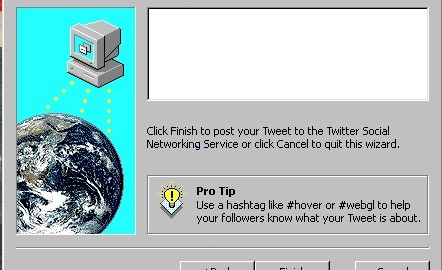 Click Finish to post your Tweet to the Twitter Social
Networking Service or click Cancel to quit this wizard.
Pro Tip
Use a hashtag like #hover or #webgl to help
your followers know what your Tweet is about.